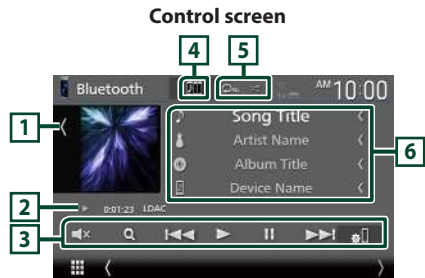 Control screen
4 5
Bluetooth AM 10:00
1
Song Title
Artist Name
6
Album Title
Device Name
2
0:01:23 LDAC
3